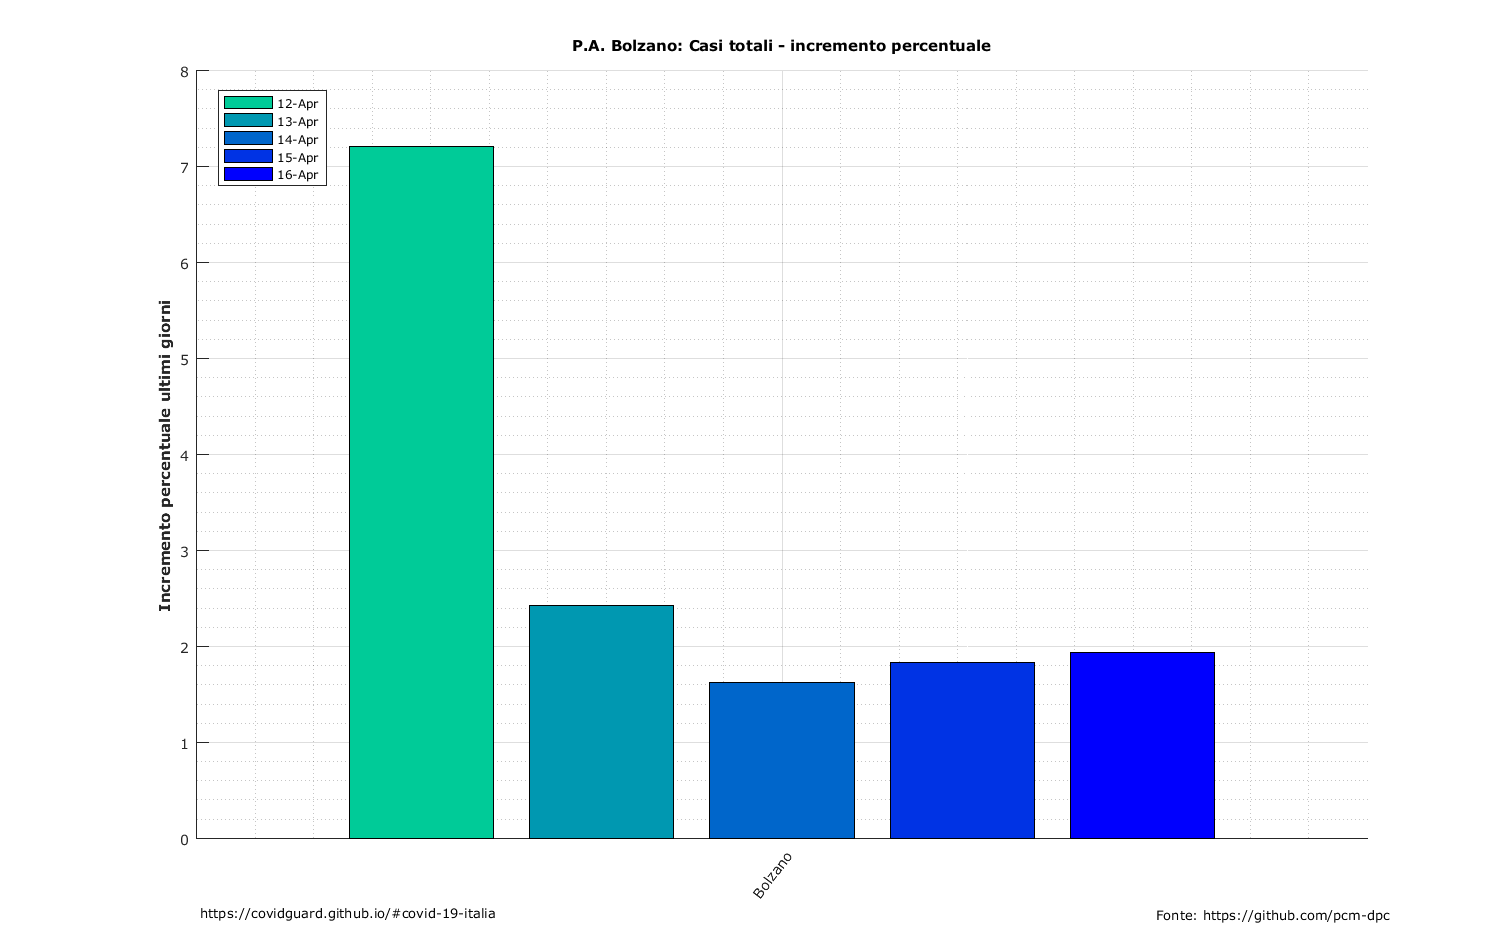 P.A. Bolzano: Casi totali - incremento percentuale
8
7
6
5
4
3
2
1
0
Incremento percentuale ultimi giorni
12-Apr
13-Apr
14-Apr
15-Apr
16-Apr
Bolzano
https://covidguard.github.io/#covid-19-italia
Fonte: https://github.com/pcm-dpc